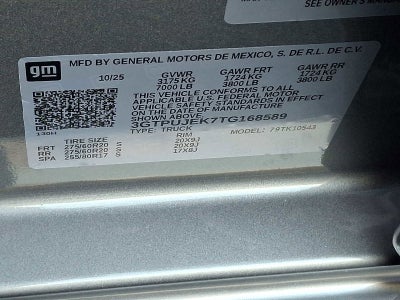 SEE OWNER'S MANUAL
MFD BY GENERAL MOTORS DE MEXICO, S. DE R.L. DE C.V.
gm
10/25 GVWR GAWR FRT GAWR RR
3175 KG 1724 KG 1724 KG
7000 LB 3800 LB 3800 LB
THIS VEHICLE CONFORMS TO ALL
APPLICABLE U.S. FEDERAL MOTOR
VEHICLE SAFETY STANDARDS IN EFFECT
ON THE DATE OF MANUFACTURE
3GTPUJEK7TG168589
130H
TYPE: TRUCK MODEL: 79TK10543
TIRE SIZE RIM
FRT 275/60R20 S 20X9J
RR 275/60R20 S 20X9J
SPA 255/80R17 S 17X8J